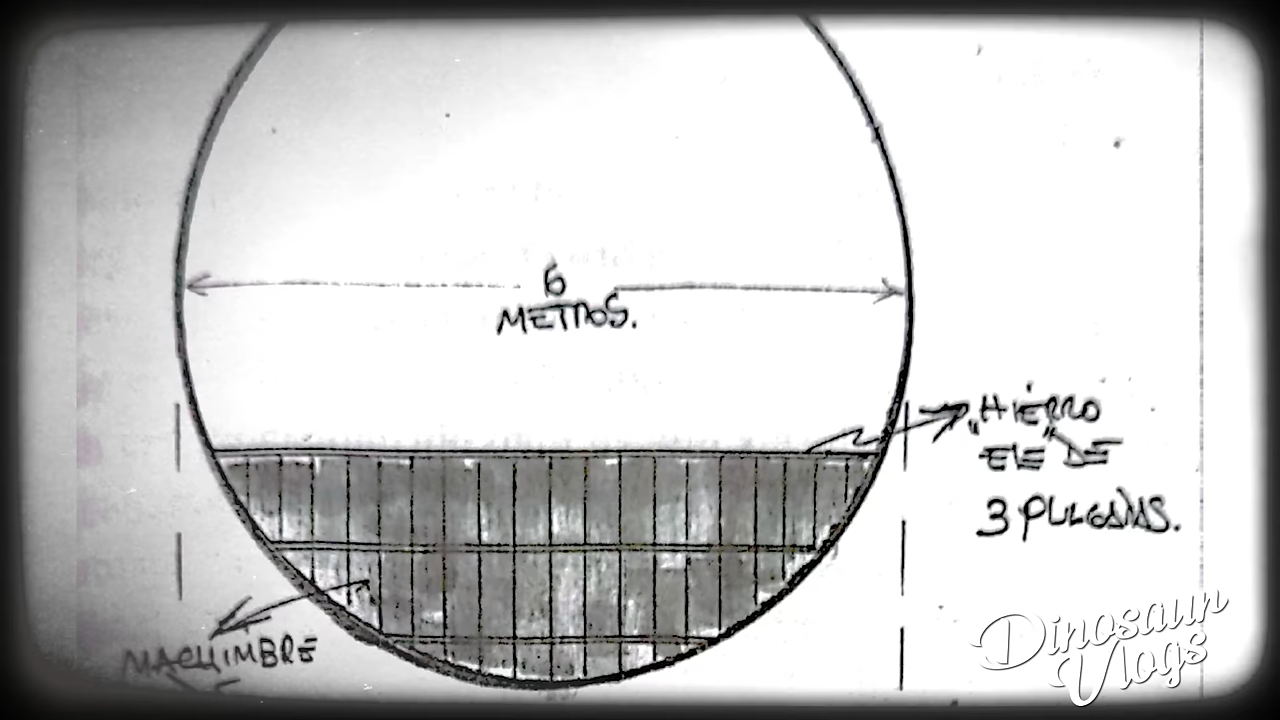 6
METROS.
"HIERRO
ELE" DE
3 PULGADAS.
MACHIMBRE
Dinosaur
Vlogs